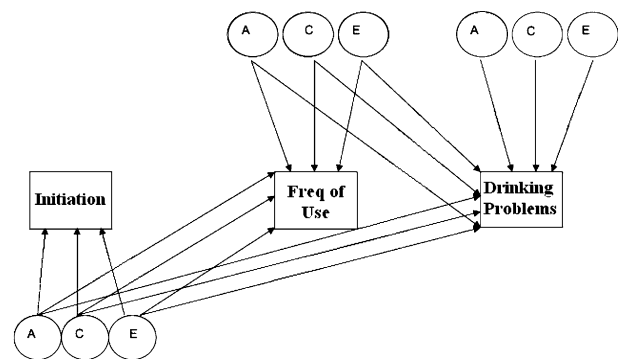 A C E A C E
Initiation
Freq of
Use
Drinking
Problems
A C E